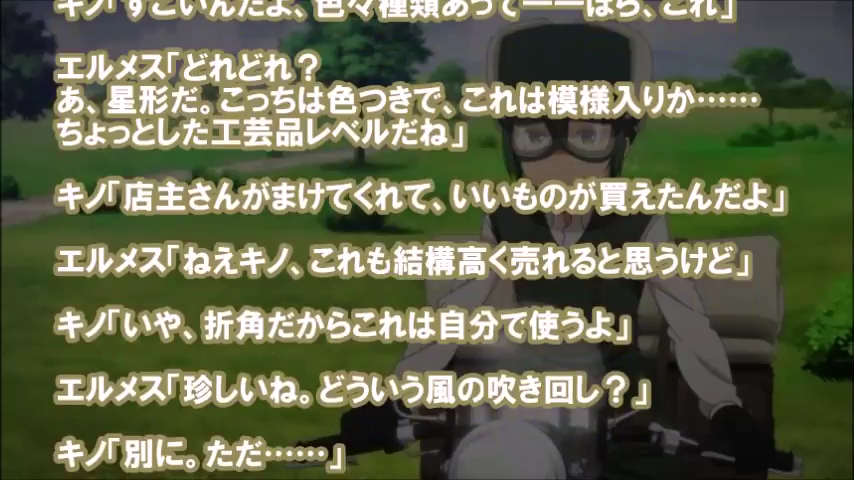 キノ「すごいんだよ、色々種類あってーーほら、これ」
エルメス「どれどれ？
あ、星形だ。こっちは色つきで、これは模様入りか……
ちょっとした工芸品レベルだね」
キノ「店主さんがまけてくれて、いいものが買えたんだよ」
エルメス「ねえキノ、これも結構高く売れると思うけど」
キノ「いや、折角だからこれは自分で使うよ」
エルメス「珍しいね。どういう風の吹き回し？」
キノ「別に。ただ……」